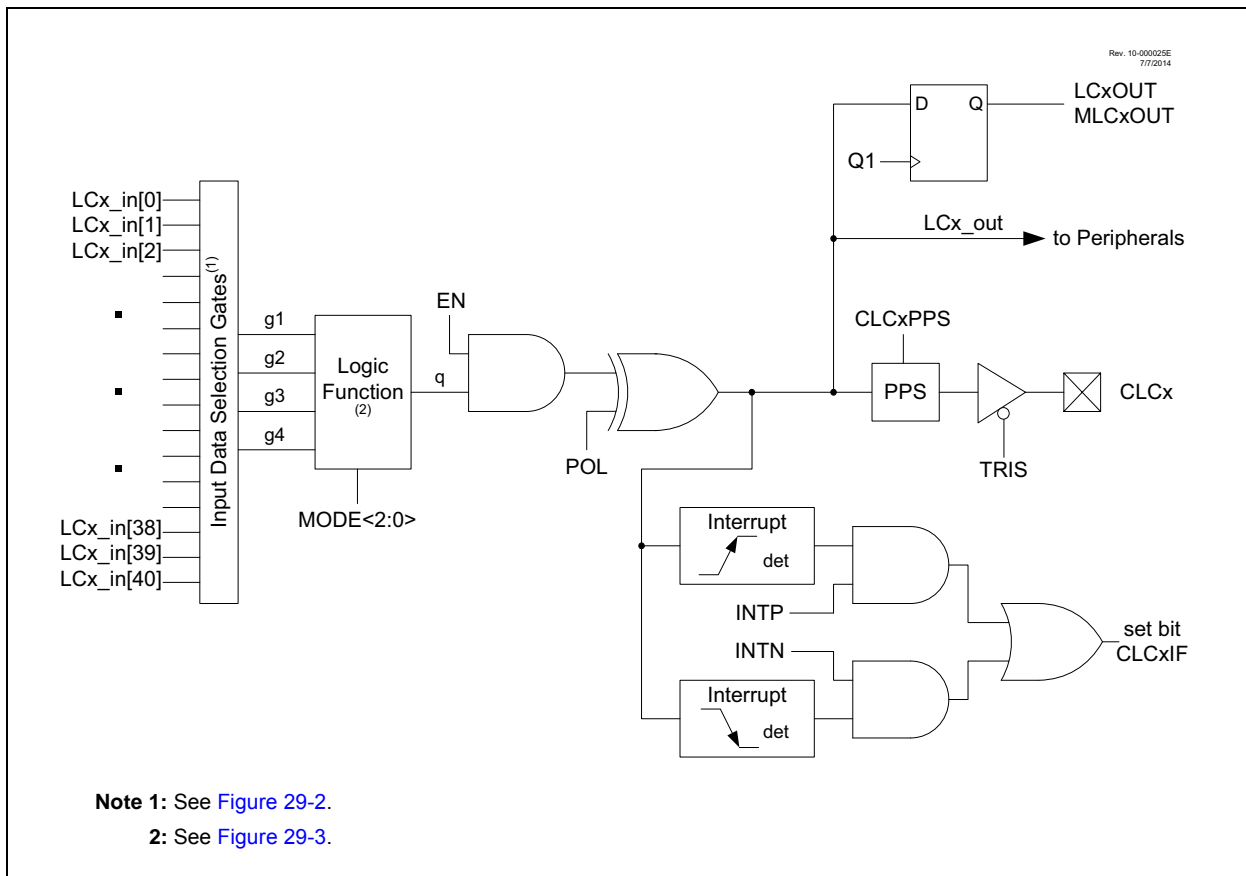 Rev. 10-000025E
7/7/2014
LCxOUT
MLCxOUT
D Q
Q1
LCx_out
to Peripherals
LCx_in[0]
LCx_in[1]
LCx_in[2]
LCx_in[38]
LCx_in[39]
LCx_in[40]
Input Data Selection Gates(1)
g1
g2
g3
g4
Logic
Function
(2)
MODE<2:0>
q
EN
POL
CLCxPPS
PPS
CLCx
TRIS
Interrupt
det
INTP
INTN
Interrupt
det
set bit
CLCxIF
Note 1: See Figure 29-2.
2: See Figure 29-3.